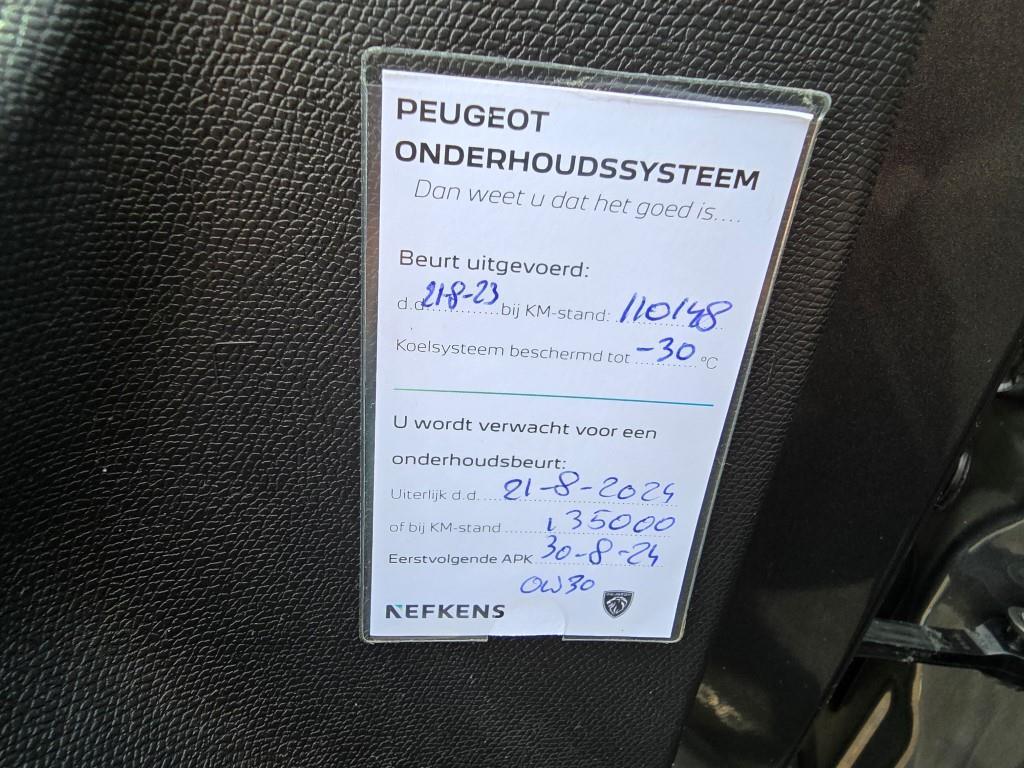 PEUGEOT
ONDERHOUDSSYSTEEM
Dan weet u dat het goed is....
Beurt uitgevoerd:
d.d. 21-8-23 bij KM-stand: 110148
Koelsysteem beschermd tot -30 °C
U wordt verwacht voor een
onderhoudsbeurt:
Uiterlijk d.d. 21-8-2024
of bij KM-stand 135000
Eerstvolgende APK 30-8-24
0W30
NEFKENS